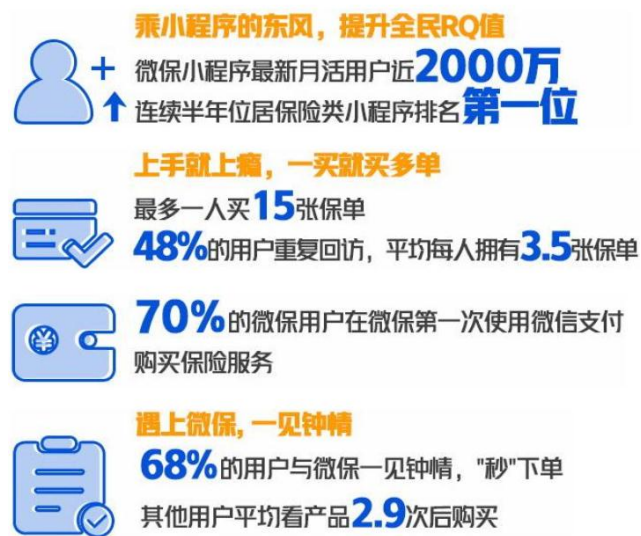 乘小程序的东风，提升全民RQ值
微保小程序最新月活用户近2000万
连续半年位居保险类小程序排名第一位
上手就上瘾，一买就买多单
最多一人买15张保单
48%的用户重复回访，平均每人拥有3.5张保单
70%的微保用户在微保第一次使用微信支付
购买保险服务
遇上微保, 一见钟情
68%的用户与微保一见钟情，"秒"下单
其他用户平均看产品2.9次后购买